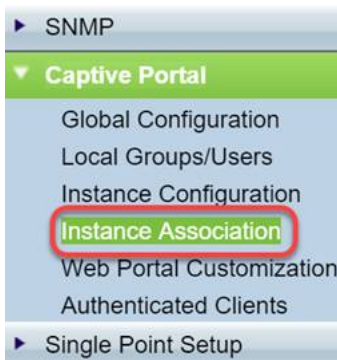 SNMP
Captive Portal
Global Configuration
Local Groups/Users
Instance Configuration
Instance Association
Web Portal Customization
Authenticated Clients
Single Point Setup